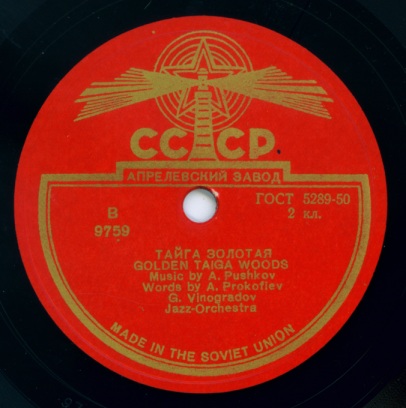 СССР
АПРЕЛЕВСКИЙ ЗАВОД
ГОСТ 5289-50
2 кл.
В
9759
ТАЙГА ЗОЛОТАЯ
GOLDEN TAIGA WOODS
Music by A. Pushkov
Words by A. Prokofiev
G. Vinogradov
Jazz-Orchestra
MADE IN THE SOVIET UNION